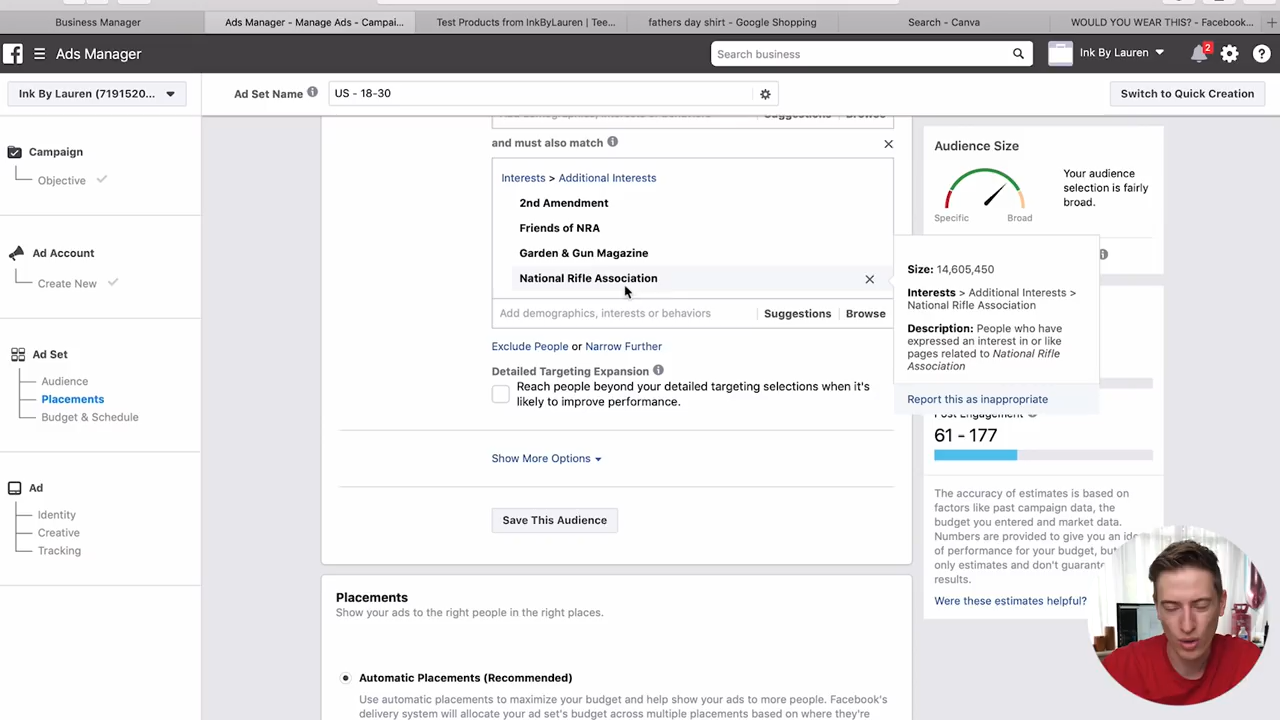 Business Manager
Ads Manager - Manage Ads - Campai...
Test Products from InkByLauren | Tee...
fathers day shirt - Google Shopping
Search - Canva
WOULD YOU WEAR THIS? - Facebook...
Ads Manager
Search business
Ink By Lauren
2
Ink By Lauren (7191520...
Ad Set Name
US - 18-30
Switch to Quick Creation
Campaign
Objective
Ad Account
Create New
Ad Set
Audience
Placements
Budget & Schedule
Ad
Identity
Creative
Tracking
Add demographics, interests or behaviors
Suggestions
Browse
and must also match
Interests > Additional Interests
2nd Amendment
Friends of NRA
Garden & Gun Magazine
National Rifle Association
Add demographics, interests or behaviors
Suggestions
Browse
Exclude People or Narrow Further
Detailed Targeting Expansion
Reach people beyond your detailed targeting selections when it's
likely to improve performance.
Show More Options
Save This Audience
Placements
Show your ads to the right people in the right places.
Automatic Placements (Recommended)
Use automatic placements to maximize your budget and help show your ads to more people. Facebook's
delivery system will allocate your ad set's budget across multiple placements based on where they're
Audience Size
Your audience
selection is fairly
broad.
Specific
Broad
Size: 14,605,450
Interests > Additional Interests >
National Rifle Association
Description: People who have
expressed an interest in or like
pages related to National Rifle
Association
Report this as inappropriate
Post Engagement
61 - 177
The accuracy of estimates is based on
factors like past campaign data, the
budget you entered and market data.
Numbers are provided to give you an ide
of performance for your budget, but
only estimates and don't guarante
results.
Were these estimates helpful?